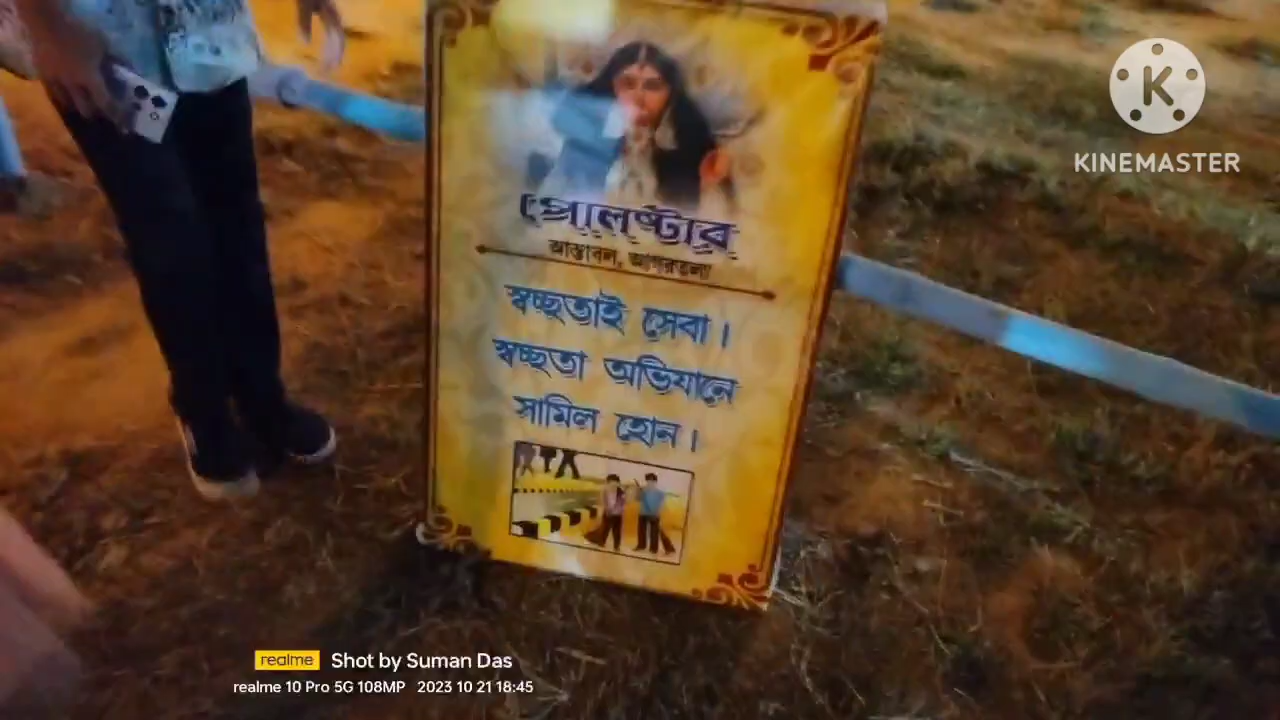 K
KINEMASTER
পোলষ্টার
আস্তাবল, আগরতলা
স্বচ্ছতাই সেবা।
স্বচ্ছতা অভিযানে
সামিল হোন।
realme Shot by Suman Das
realme 10 Pro 5G 108MP 2023 10 21 18:45